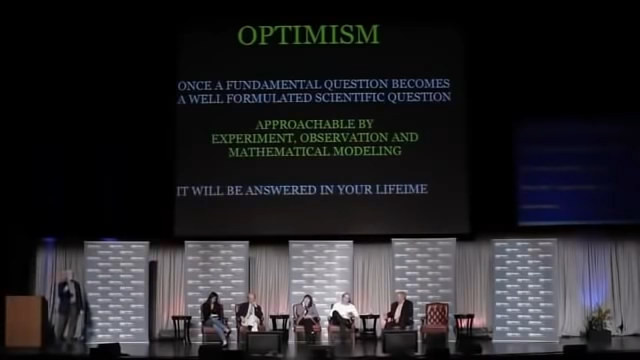 OPTIMISM
ONCE A FUNDAMENTAL QUESTION BECOMES
A WELL FORMULATED SCIENTIFIC QUESTION
APPROACHABLE BY
EXPERIMENT, OBSERVATION AND
MATHEMATICAL MODELING
IT WILL BE ANSWERED IN YOUR LIFEIME